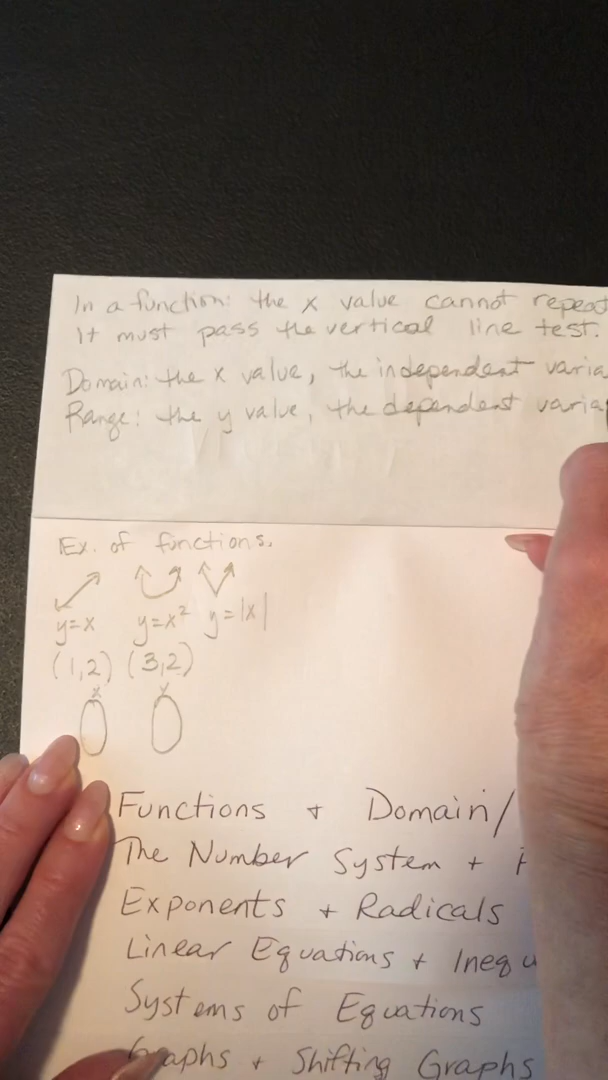 In a function: the x value cannot repeat
It must pass the vertical line test.
Domain: the x value, the independent varia
Range: the y value, the dependent varia
Ex. of functions.
y=x y=x² y=|x|
(1,2) (3,2)
x y
Functions + Domain/
The Number System +
Exponents + Radicals
Linear Equations + Inequ
Systems of Equations
Graphs + Shifting Graphs